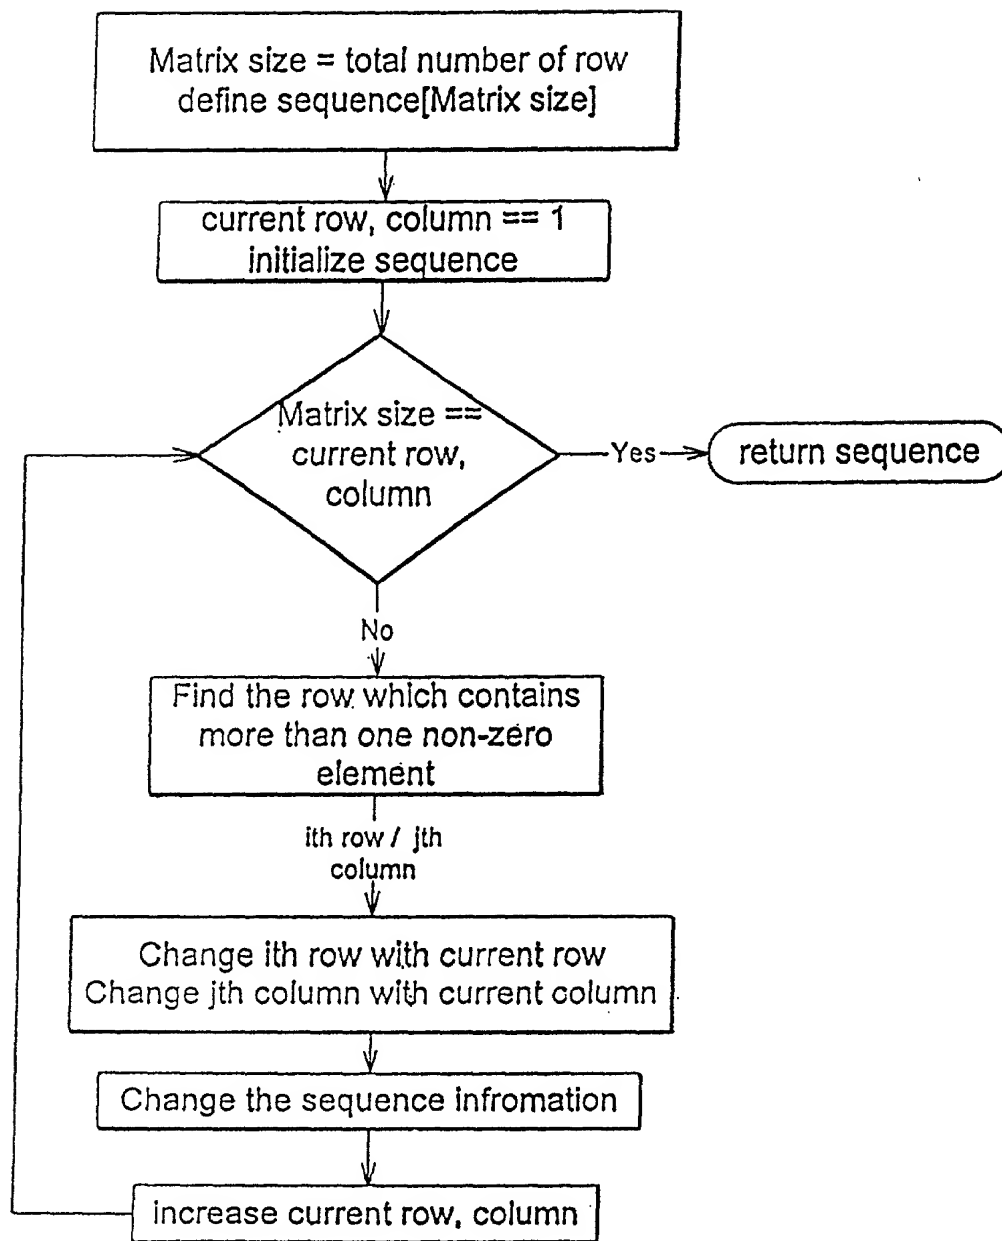 Matrix size = total number of row
define sequence[Matrix size]
current row, column == 1
initialize sequence
Matrix size ==
current row,
column
Yes
return sequence
No
Find the row which contains
more than one non-zero
element
ith row / jth
column
Change ith row with current row
Change jth column with current column
Change the sequence infromation
increase current row, column